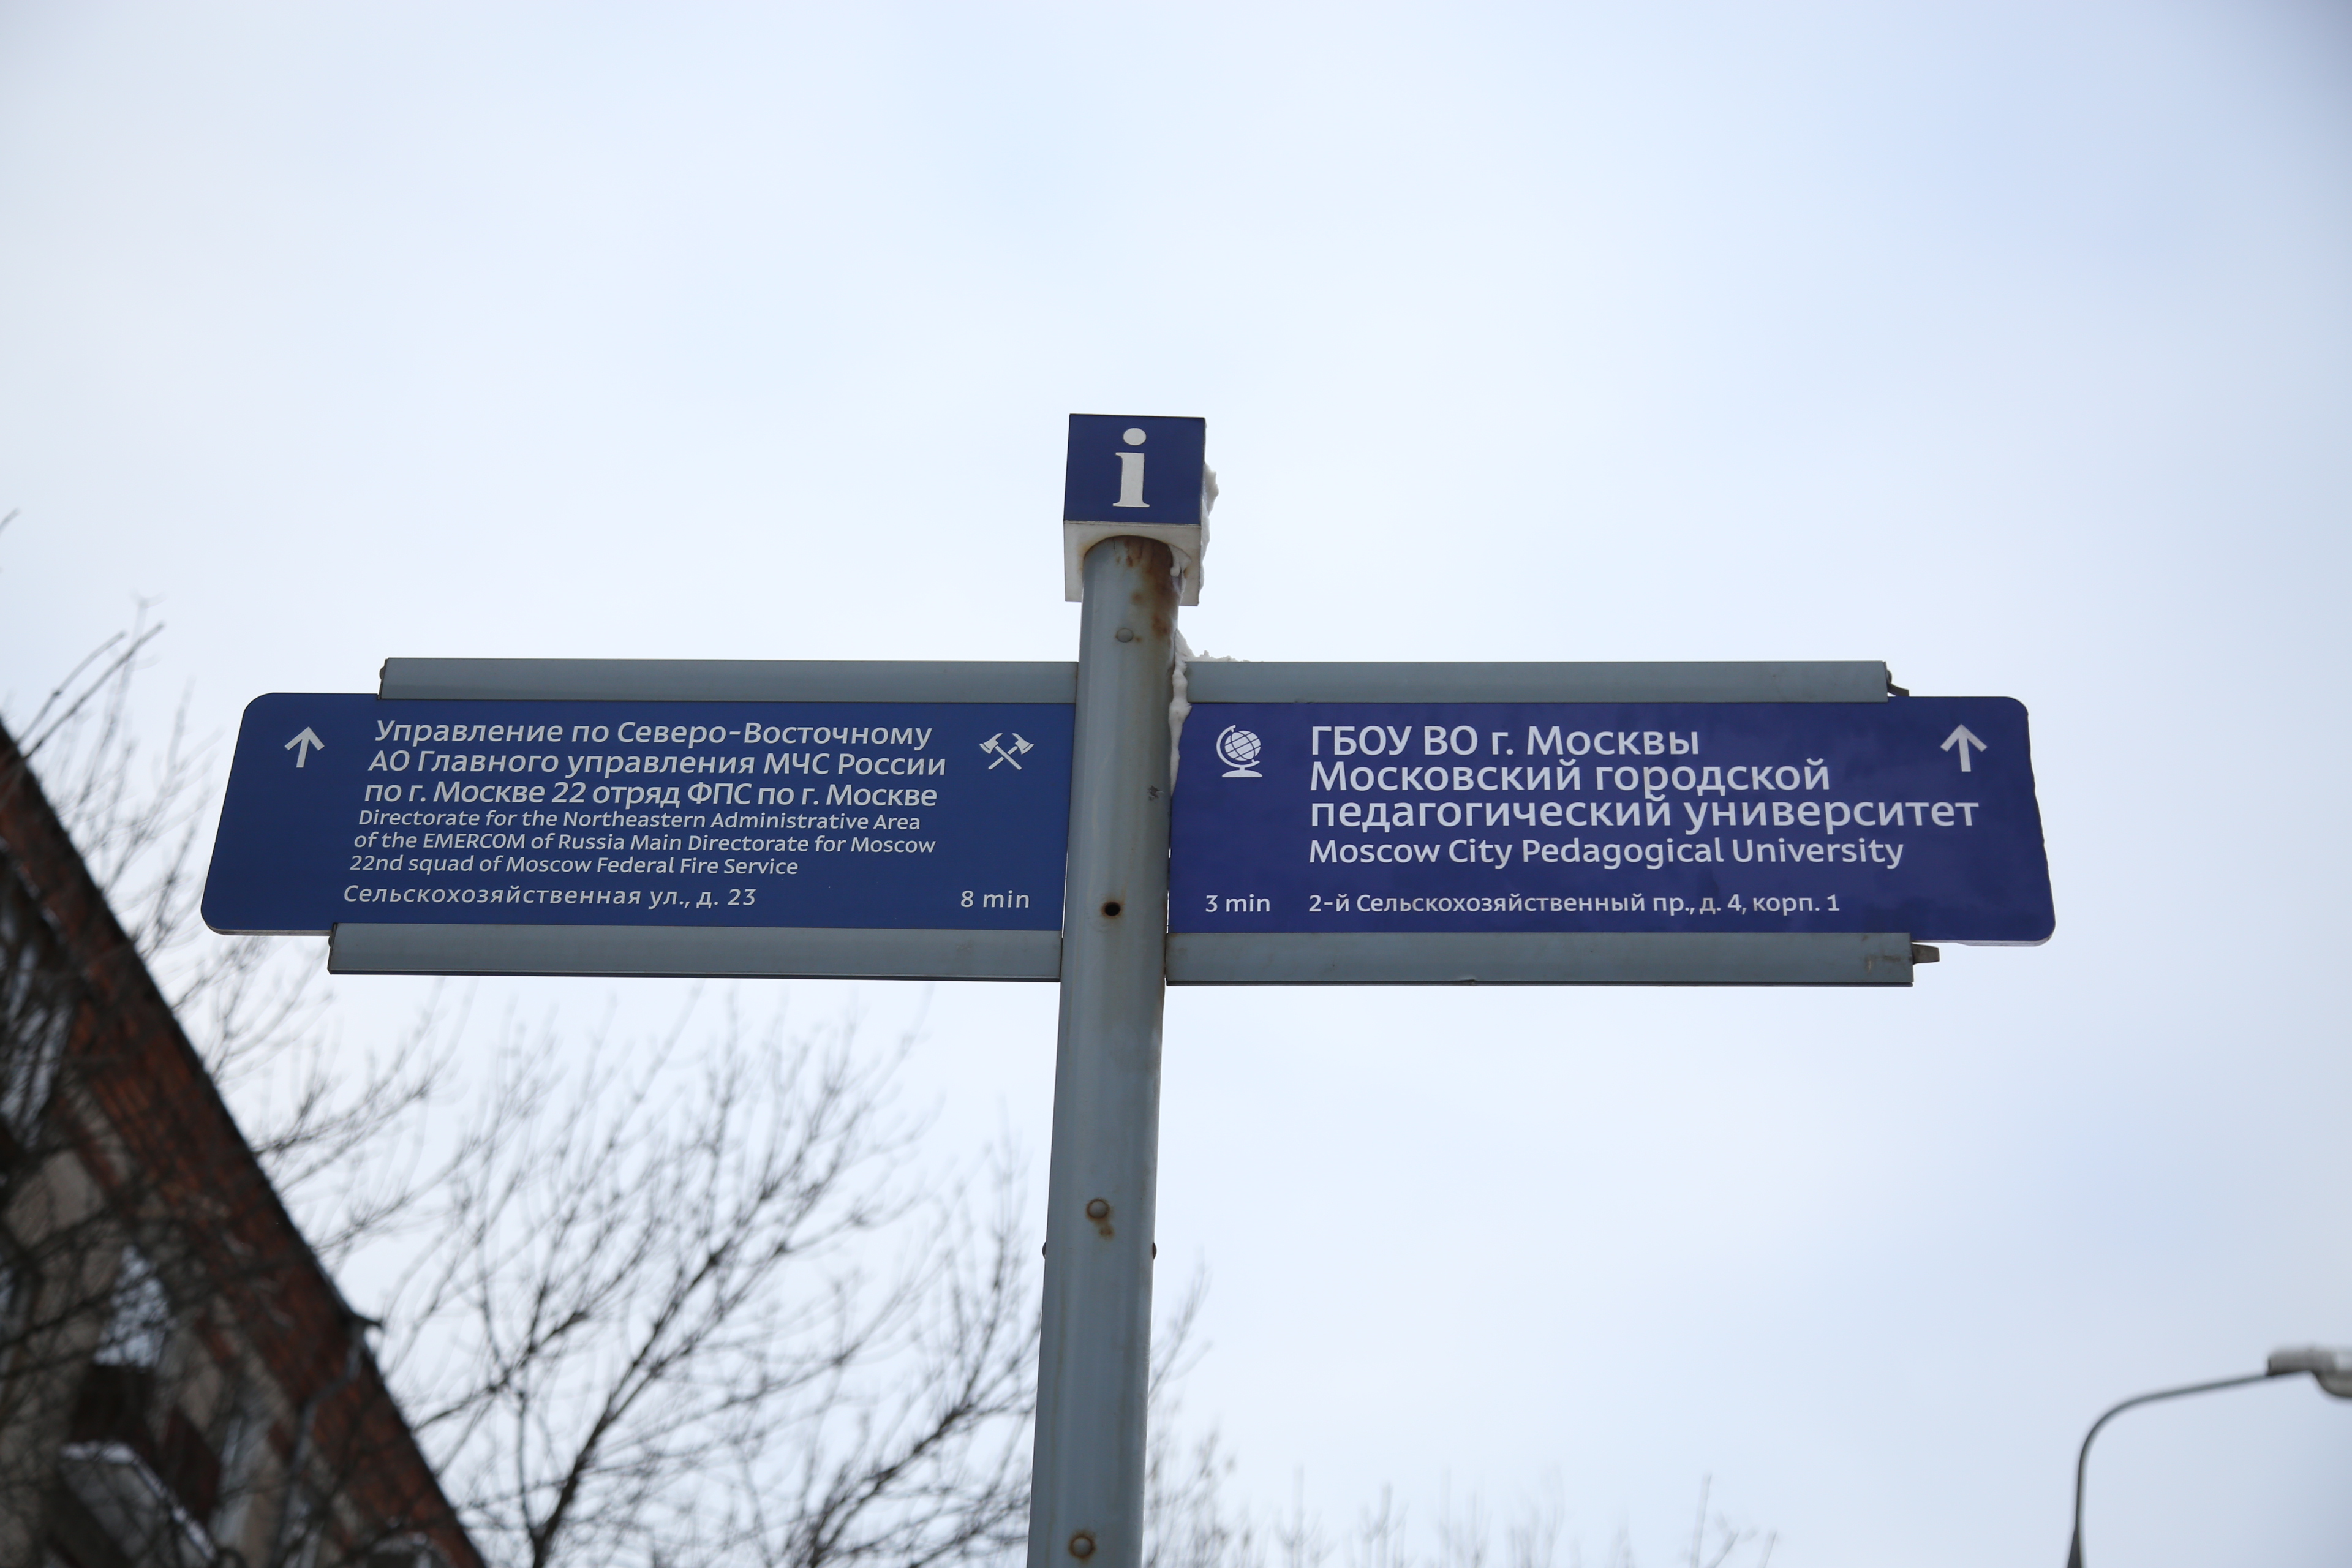 i
Управление по Северо-Восточному
АО Главного управления МЧС России
по г. Москве 22 отряд ФПС по г. Москве
Directorate for the Northeastern Administrative Area
of the EMERCOM of Russia Main Directorate for Moscow
22nd squad of Moscow Federal Fire Service
Сельскохозяйственная ул., д. 23
8 min
ГБОУ ВО г. Москвы
Московский городской
педагогический университет
Moscow City Pedagogical University
3 min
2-й Сельскохозяйственный пр., д. 4, корп. 1